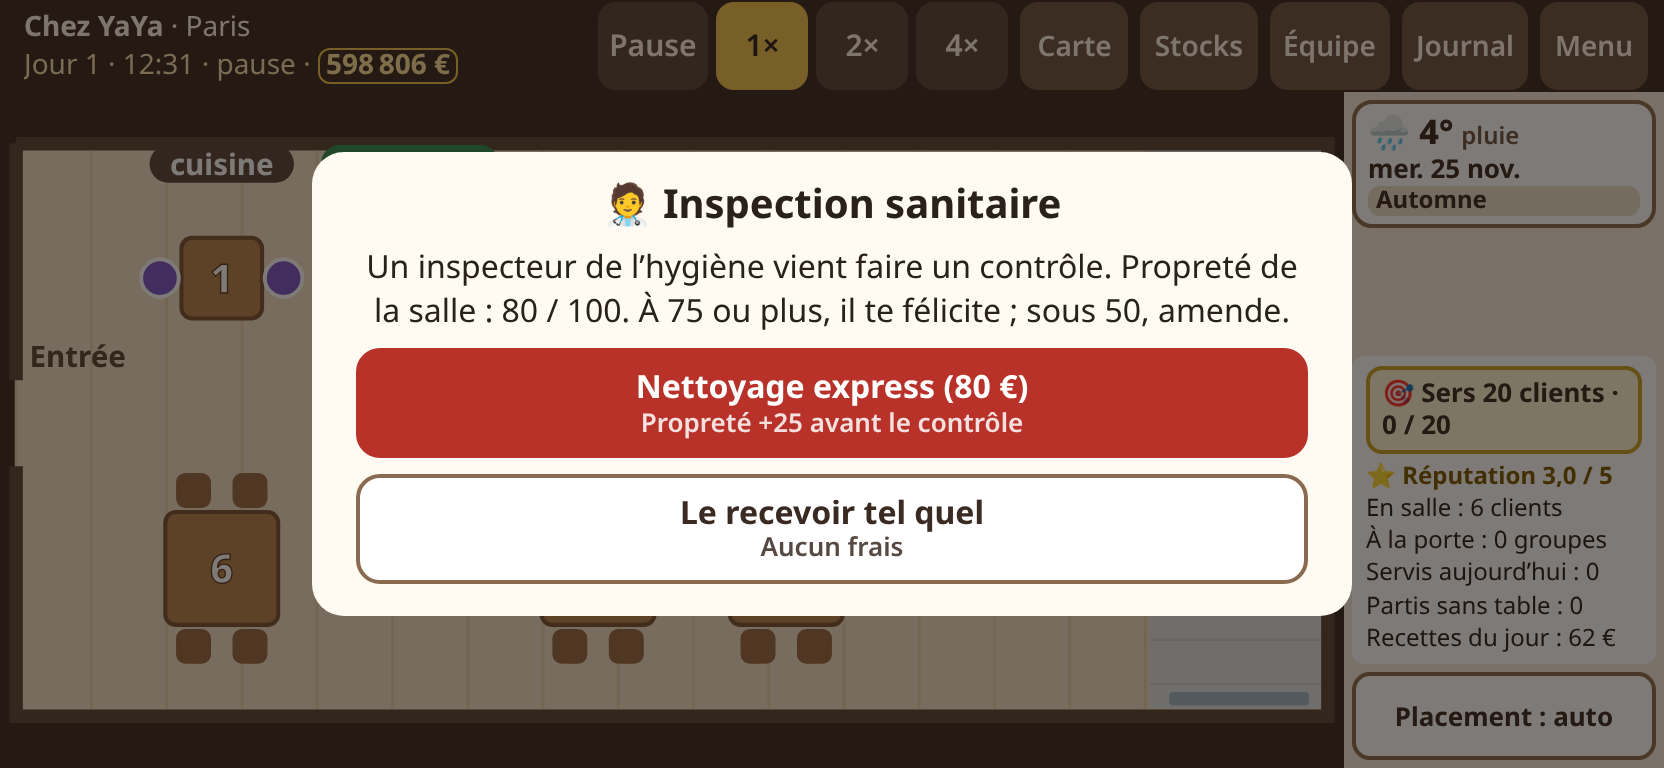 Chez YaYa · Paris
Jour 1 · 12:31 · pause · 598 806 €
Pause
1×
2×
4×
Carte
Stocks
Équipe
Journal
Menu
🌧️ 4° pluie
mer. 25 nov.
Automne
cuisine
1
Entrée
6
🧑‍⚕️ Inspection sanitaire
Un inspecteur de l’hygiène vient faire un contrôle. Propreté de
la salle : 80 / 100. À 75 ou plus, il te félicite ; sous 50, amende.
Nettoyage express (80 €)
Propreté +25 avant le contrôle
Le recevoir tel quel
Aucun frais
🎯 Sers 20 clients ·
0 / 20
⭐ Réputation 3,0 / 5
En salle : 6 clients
À la porte : 0 groupes
Servis aujourd’hui : 0
Partis sans table : 0
Recettes du jour : 62 €
Placement : auto